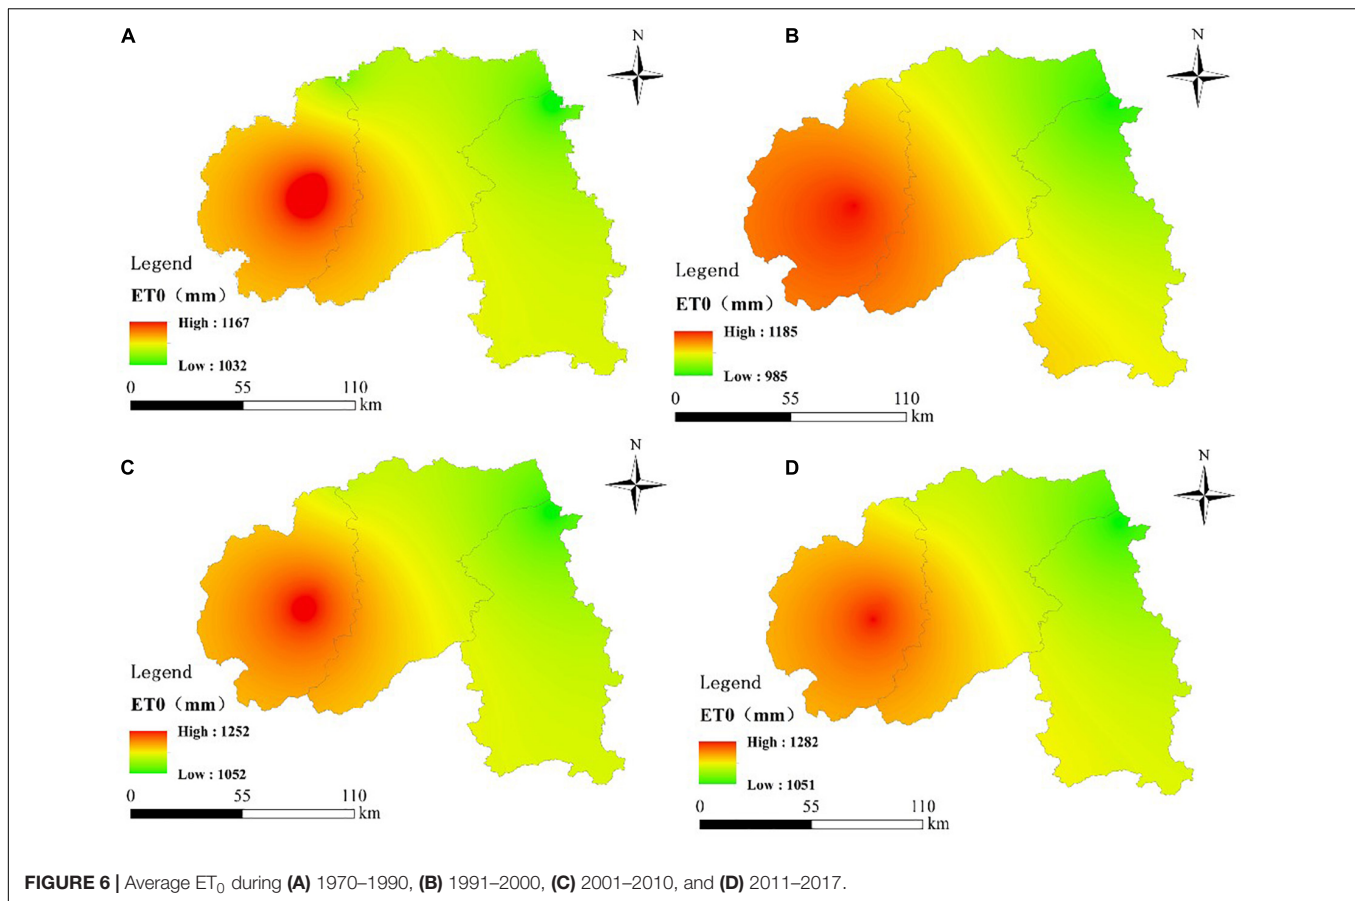 A
N
Legend
ET0（mm）
High : 1167
Low : 1032
0 55 110
km
B
N
Legend
ET0（mm）
High : 1185
Low : 985
0 55 110
km
C
N
Legend
ET0（mm）
High : 1252
Low : 1052
0 55 110
km
D
N
Legend
ET0（mm）
High : 1282
Low : 1051
0 55 110
km
FIGURE 6 | Average ET0 during (A) 1970–1990, (B) 1991–2000, (C) 2001–2010, and (D) 2011–2017.